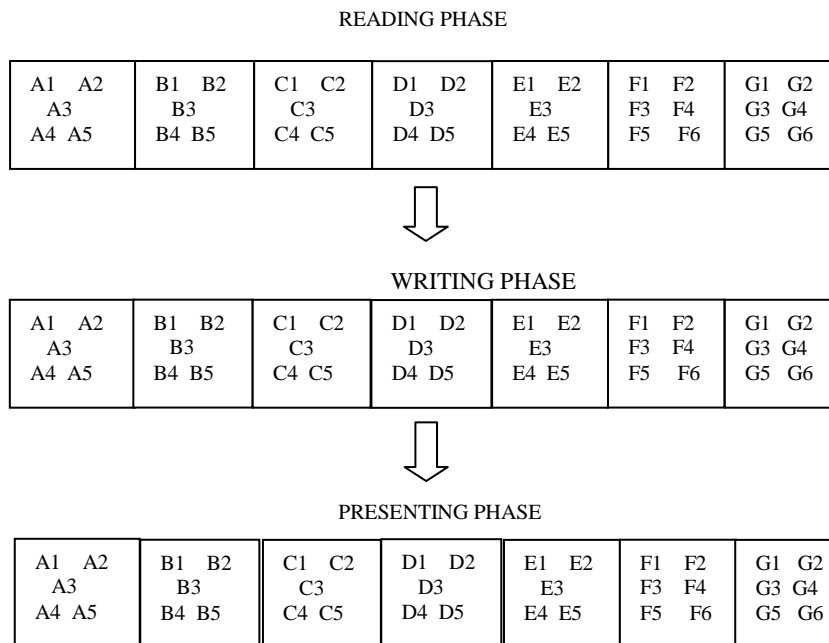 READING PHASE
A1 A2 B1 B2 C1 C2 D1 D2 E1 E2 F1 F2 G1 G2
A3 B3 C3 D3 E3 F3 F4 G3 G4
A4 A5 B4 B5 C4 C5 D4 D5 E4 E5 F5 F6 G5 G6
WRITING PHASE
A1 A2 B1 B2 C1 C2 D1 D2 E1 E2 F1 F2 G1 G2
A3 B3 C3 D3 E3 F3 F4 G3 G4
A4 A5 B4 B5 C4 C5 D4 D5 E4 E5 F5 F6 G5 G6
PRESENTING PHASE
A1 A2 B1 B2 C1 C2 D1 D2 E1 E2 F1 F2 G1 G2
A3 B3 C3 D3 E3 F3 F4 G3 G4
A4 A5 B4 B5 C4 C5 D4 D5 E4 E5 F5 F6 G5 G6